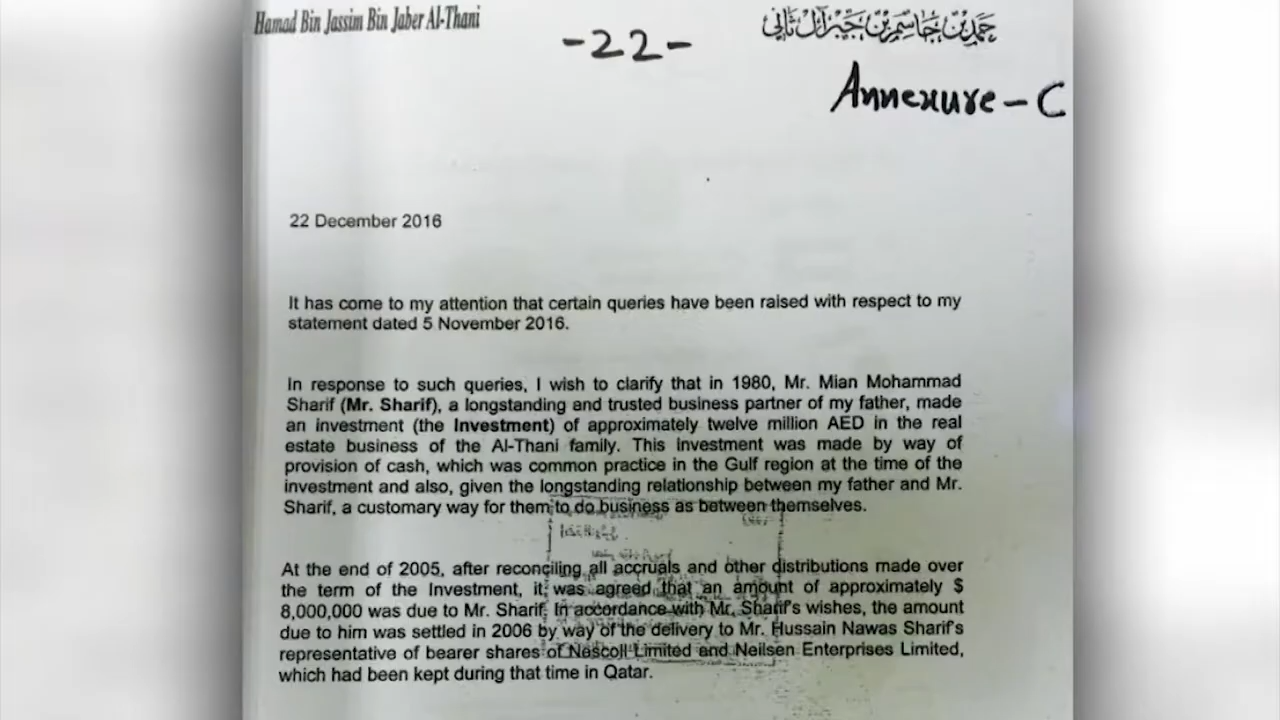 Hamad Bin Jassim Bin Jaber Al-Thani
حمد بن جاسم بن جبر آل ثاني
-22-
Annexure-C
22 December 2016
It has come to my attention that certain queries have been raised with respect to my
statement dated 5 November 2016.
In response to such queries, I wish to clarify that in 1980, Mr. Mian Mohammad
Sharif (Mr. Sharif), a longstanding and trusted business partner of my father, made
an investment (the Investment) of approximately twelve million AED in the real
estate business of the Al-Thani family. This investment was made by way of
provision of cash, which was common practice in the Gulf region at the time of the
investment and also, given the longstanding relationship between my father and Mr.
Sharif, a customary way for them to do business as between themselves.
At the end of 2005, after reconciling all accruals and other distributions made over
the term of the Investment, it was agreed that an amount of approximately $
8,000,000 was due to Mr. Sharif. In accordance with Mr. Sharif's wishes, the amount
due to him was settled in 2006 by way of the delivery to Mr. Hussain Nawas Sharif's
representative of bearer shares of Nescoll Limited and Neilsen Enterprises Limited,
which had been kept during that time in Qatar.